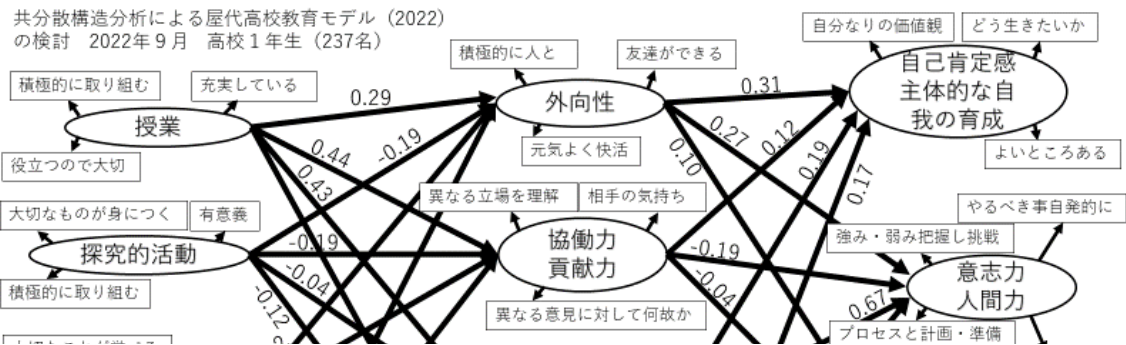 共分散構造分析による屋代高校教育モデル（2022）
の検討　2022年９月　高校１年生（237名）
積極的に取り組む
充実している
授業
役立つので大切
大切なものが身につく
有意義
探究的活動
積極的に取り組む
積極的に人と
友達ができる
外向性
元気よく快活
異なる立場を理解
相手の気持ち
協働力
貢献力
異なる意見に対して何故か
自分なりの価値観
どう生きたいか
自己肯定感
主体的な自
我の育成
よいところある
やるべき事自発的に
強み・弱み把握し挑戦
意志力
人間力
プロセスと計画・準備
0.29
-0.19
0.44
0.43
-0.19
-0.04
-0.12
0.31
0.27
0.12
0.10
0.19
0.17
-0.19
-0.04
0.67